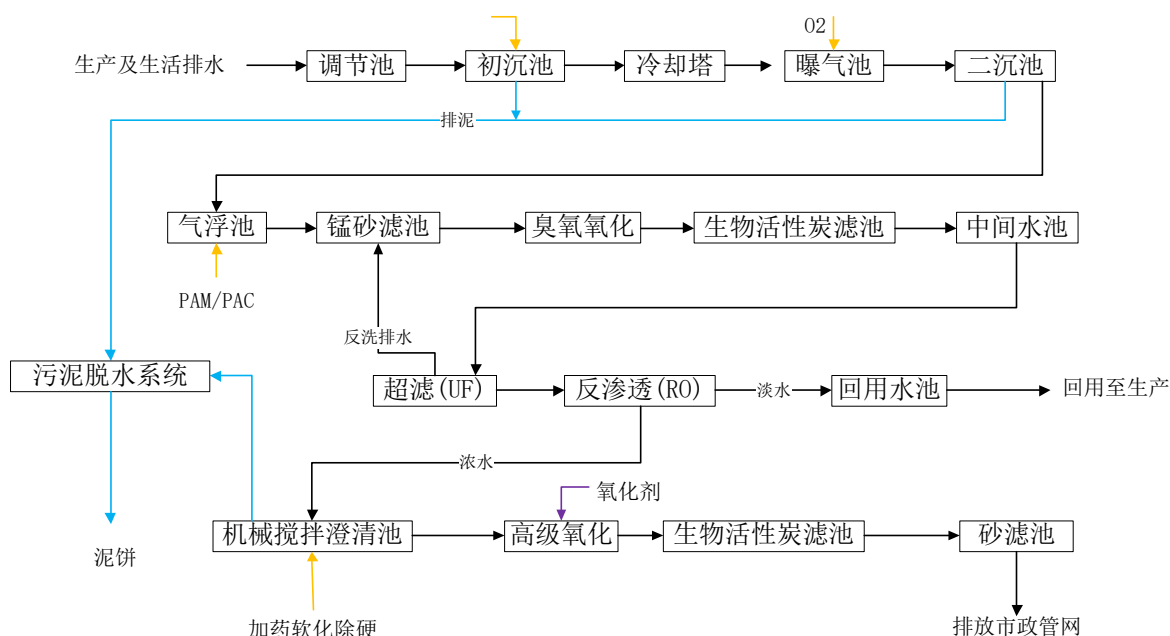 O2
生产及生活排水
调节池
初沉池
冷却塔
曝气池
二沉池
排泥
气浮池
锰砂滤池
臭氧氧化
生物活性炭滤池
中间水池
PAM/PAC
反洗排水
污泥脱水系统
超滤(UF)
反渗透(RO)
淡水
回用水池
回用至生产
浓水
氧化剂
机械搅拌澄清池
高级氧化
生物活性炭滤池
砂滤池
泥饼
加药软化除硬
排放市政管网